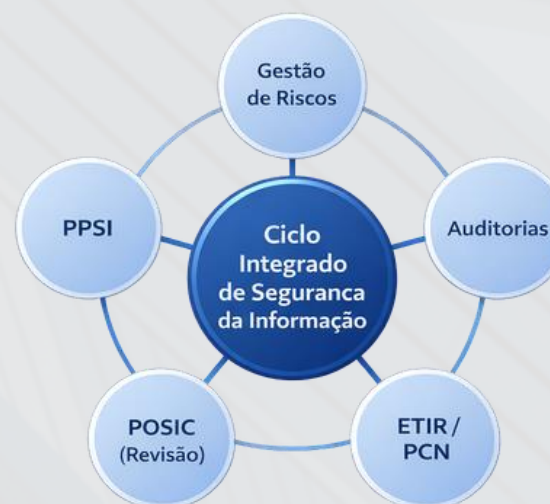 Gestão
de Riscos
PPSI
Auditorias
Ciclo
Integrado
de Seguranca
da Informação
POSIC
(Revisão)
ETIR /
PCN